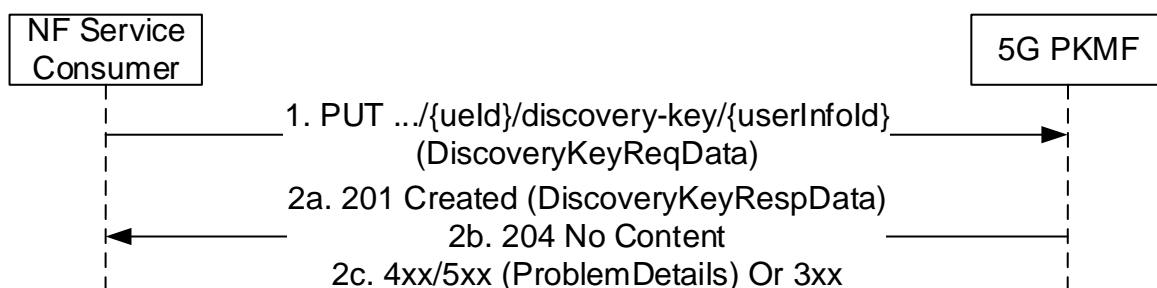 NF Service
Consumer
5G PKMF
1. PUT .../{ueId}/discovery-key/{userInfoId}
(DiscoveryKeyReqData)
2a. 201 Created (DiscoveryKeyRespData)
2b. 204 No Content
2c. 4xx/5xx (ProblemDetails) Or 3xx